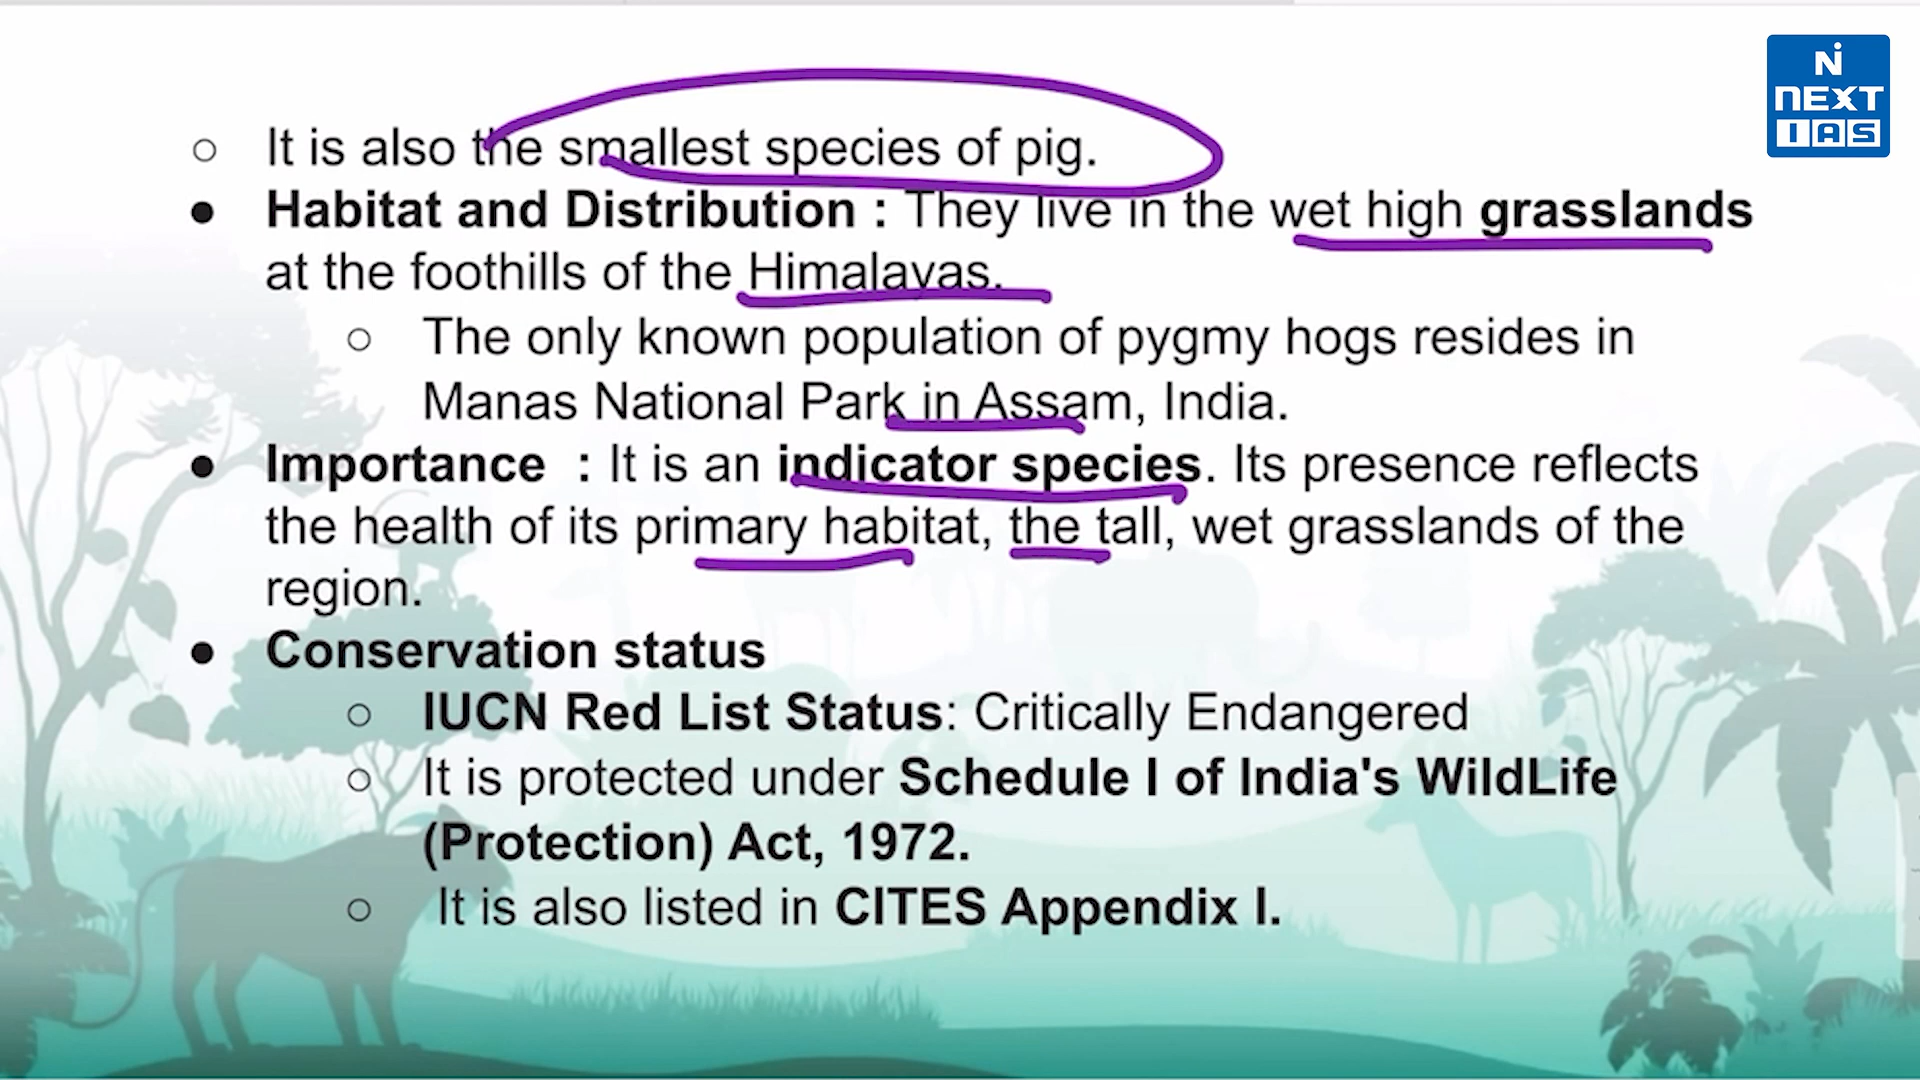 N
NEXT
IAS
○ It is also the smallest species of pig.
● Habitat and Distribution : They live in the wet high grasslands
at the foothills of the Himalayas.
○ The only known population of pygmy hogs resides in
Manas National Park in Assam, India.
● Importance : It is an indicator species. Its presence reflects
the health of its primary habitat, the tall, wet grasslands of the
region.
● Conservation status
○ IUCN Red List Status: Critically Endangered
○ It is protected under Schedule I of India's WildLife
(Protection) Act, 1972.
○ It is also listed in CITES Appendix I.